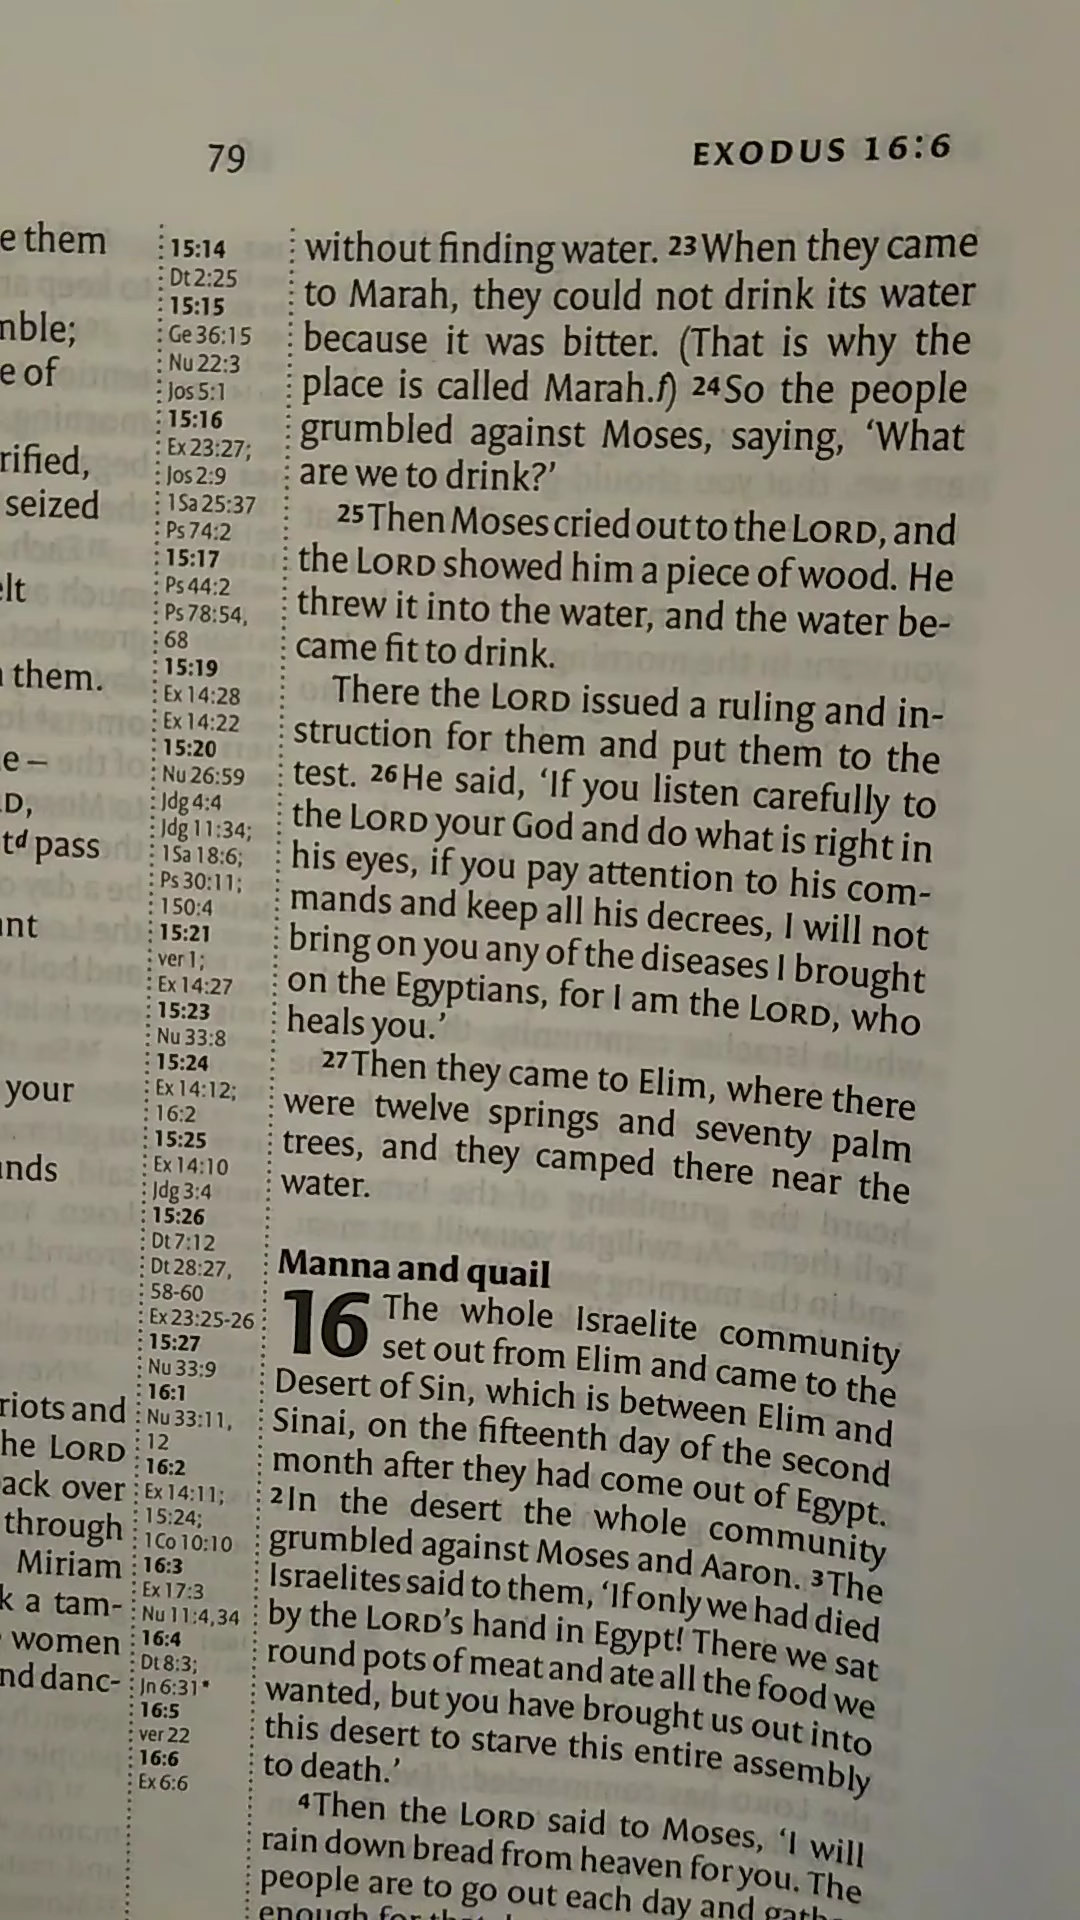 79
EXODUS 16:6
e them
mble;
e of
rified,
seized
elt
them.
e –
D,
td pass
ant
your
ands
riots and
he LORD
ack over
through
Miriam
k a tam-
women
nd danc-
15:14
Dt 2:25
15:15
Ge 36:15
Nu 22:3
Jos 5:1
15:16
Ex 23:27;
Jos 2:9
1Sa 25:37
Ps 74:2
15:17
Ps 44:2
Ps 78:54,
68
15:19
Ex 14:28
Ex 14:22
15:20
Nu 26:59
Jdg 4:4
Jdg 11:34;
1Sa 18:6;
Ps 30:11;
150:4
15:21
ver 1;
Ex 14:27
15:23
Nu 33:8
15:24
Ex 14:12;
16:2
15:25
Ex 14:10
Jdg 3:4
15:26
Dt 7:12
Dt 28:27,
58-60
Ex 23:25-26
15:27
Nu 33:9
16:1
Nu 33:11,
12
16:2
Ex 14:11;
15:24;
1Co 10:10
16:3
Ex 17:3
Nu 11:4,34
16:4
Dt 8:3;
Jn 6:31*
16:5
ver 22
16:6
Ex 6:6
without finding water. 23When they came
to Marah, they could not drink its water
because it was bitter. (That is why the
place is called Marah.f) 24So the people
grumbled against Moses, saying, ‘What
are we to drink?’
25Then Moses cried out to the LORD, and
the LORD showed him a piece of wood. He
threw it into the water, and the water be-
came fit to drink.
There the LORD issued a ruling and in-
struction for them and put them to the
test. 26He said, ‘If you listen carefully to
the LORD your God and do what is right in
his eyes, if you pay attention to his com-
mands and keep all his decrees, I will not
bring on you any of the diseases I brought
on the Egyptians, for I am the LORD, who
heals you.’
27Then they came to Elim, where there
were twelve springs and seventy palm
trees, and they camped there near the
water.
Manna and quail
16 The whole Israelite community
set out from Elim and came to the
Desert of Sin, which is between Elim and
Sinai, on the fifteenth day of the second
month after they had come out of Egypt.
2In the desert the whole community
grumbled against Moses and Aaron. 3The
Israelites said to them, ‘If only we had died
by the LORD’s hand in Egypt! There we sat
round pots of meat and ate all the food we
wanted, but you have brought us out into
this desert to starve this entire assembly
to death.’
4Then the LORD said to Moses, ‘I will
rain down bread from heaven for you. The
people are to go out each day and gath-
enough for that